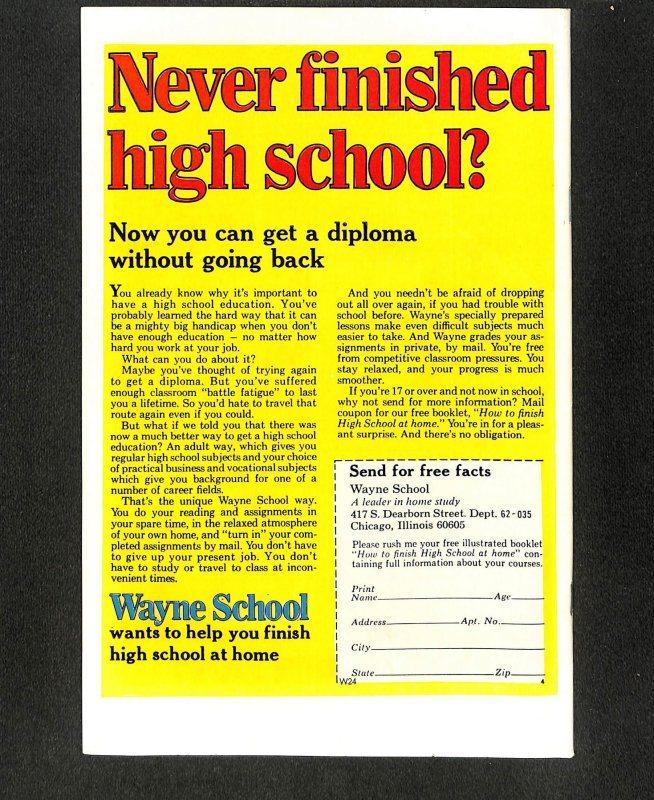 Never finished
high school?
Now you can get a diploma
without going back
You already know why it's important to
have a high school education. You've
probably learned the hard way that it can
be a mighty big handicap when you don't
have enough education – no matter how
hard you work at your job.
What can you do about it?
Maybe you've thought of trying again
to get a diploma. But you've suffered
enough classroom "battle fatigue" to last
you a lifetime. So you'd hate to travel that
route again even if you could.
But what if we told you that there was
now a much better way to get a high school
education? An adult way, which gives you
regular high school subjects and your choice
of practical business and vocational subjects
which give you background for one of a
number of career fields.
That's the unique Wayne School way.
You do your reading and assignments in
your spare time, in the relaxed atmosphere
of your own home, and "turn in" your com-
pleted assignments by mail. You don't have
to give up your present job. You don't
have to study or travel to class at incon-
venient times.
Wayne School
wants to help you finish
high school at home
And you needn't be afraid of dropping
out all over again, if you had trouble with
school before. Wayne's specially prepared
lessons make even difficult subjects much
easier to take. And Wayne grades your as-
signments in private, by mail. You're free
from competitive classroom pressures. You
stay relaxed, and your progress is much
smoother.
If you're 17 or over and not now in school,
why not send for more information? Mail
coupon for our free booklet, "How to finish
High School at home." You're in for a pleas-
ant surprise. And there's no obligation.
Send for free facts
Wayne School
A leader in home study
417 S. Dearborn Street. Dept. 62-035
Chicago, Illinois 60605
Please rush me your free illustrated booklet
"How to finish High School at home" con-
taining full information about your courses.
Print
Name Age
Address Apt. No.
City
State Zip
W24 4